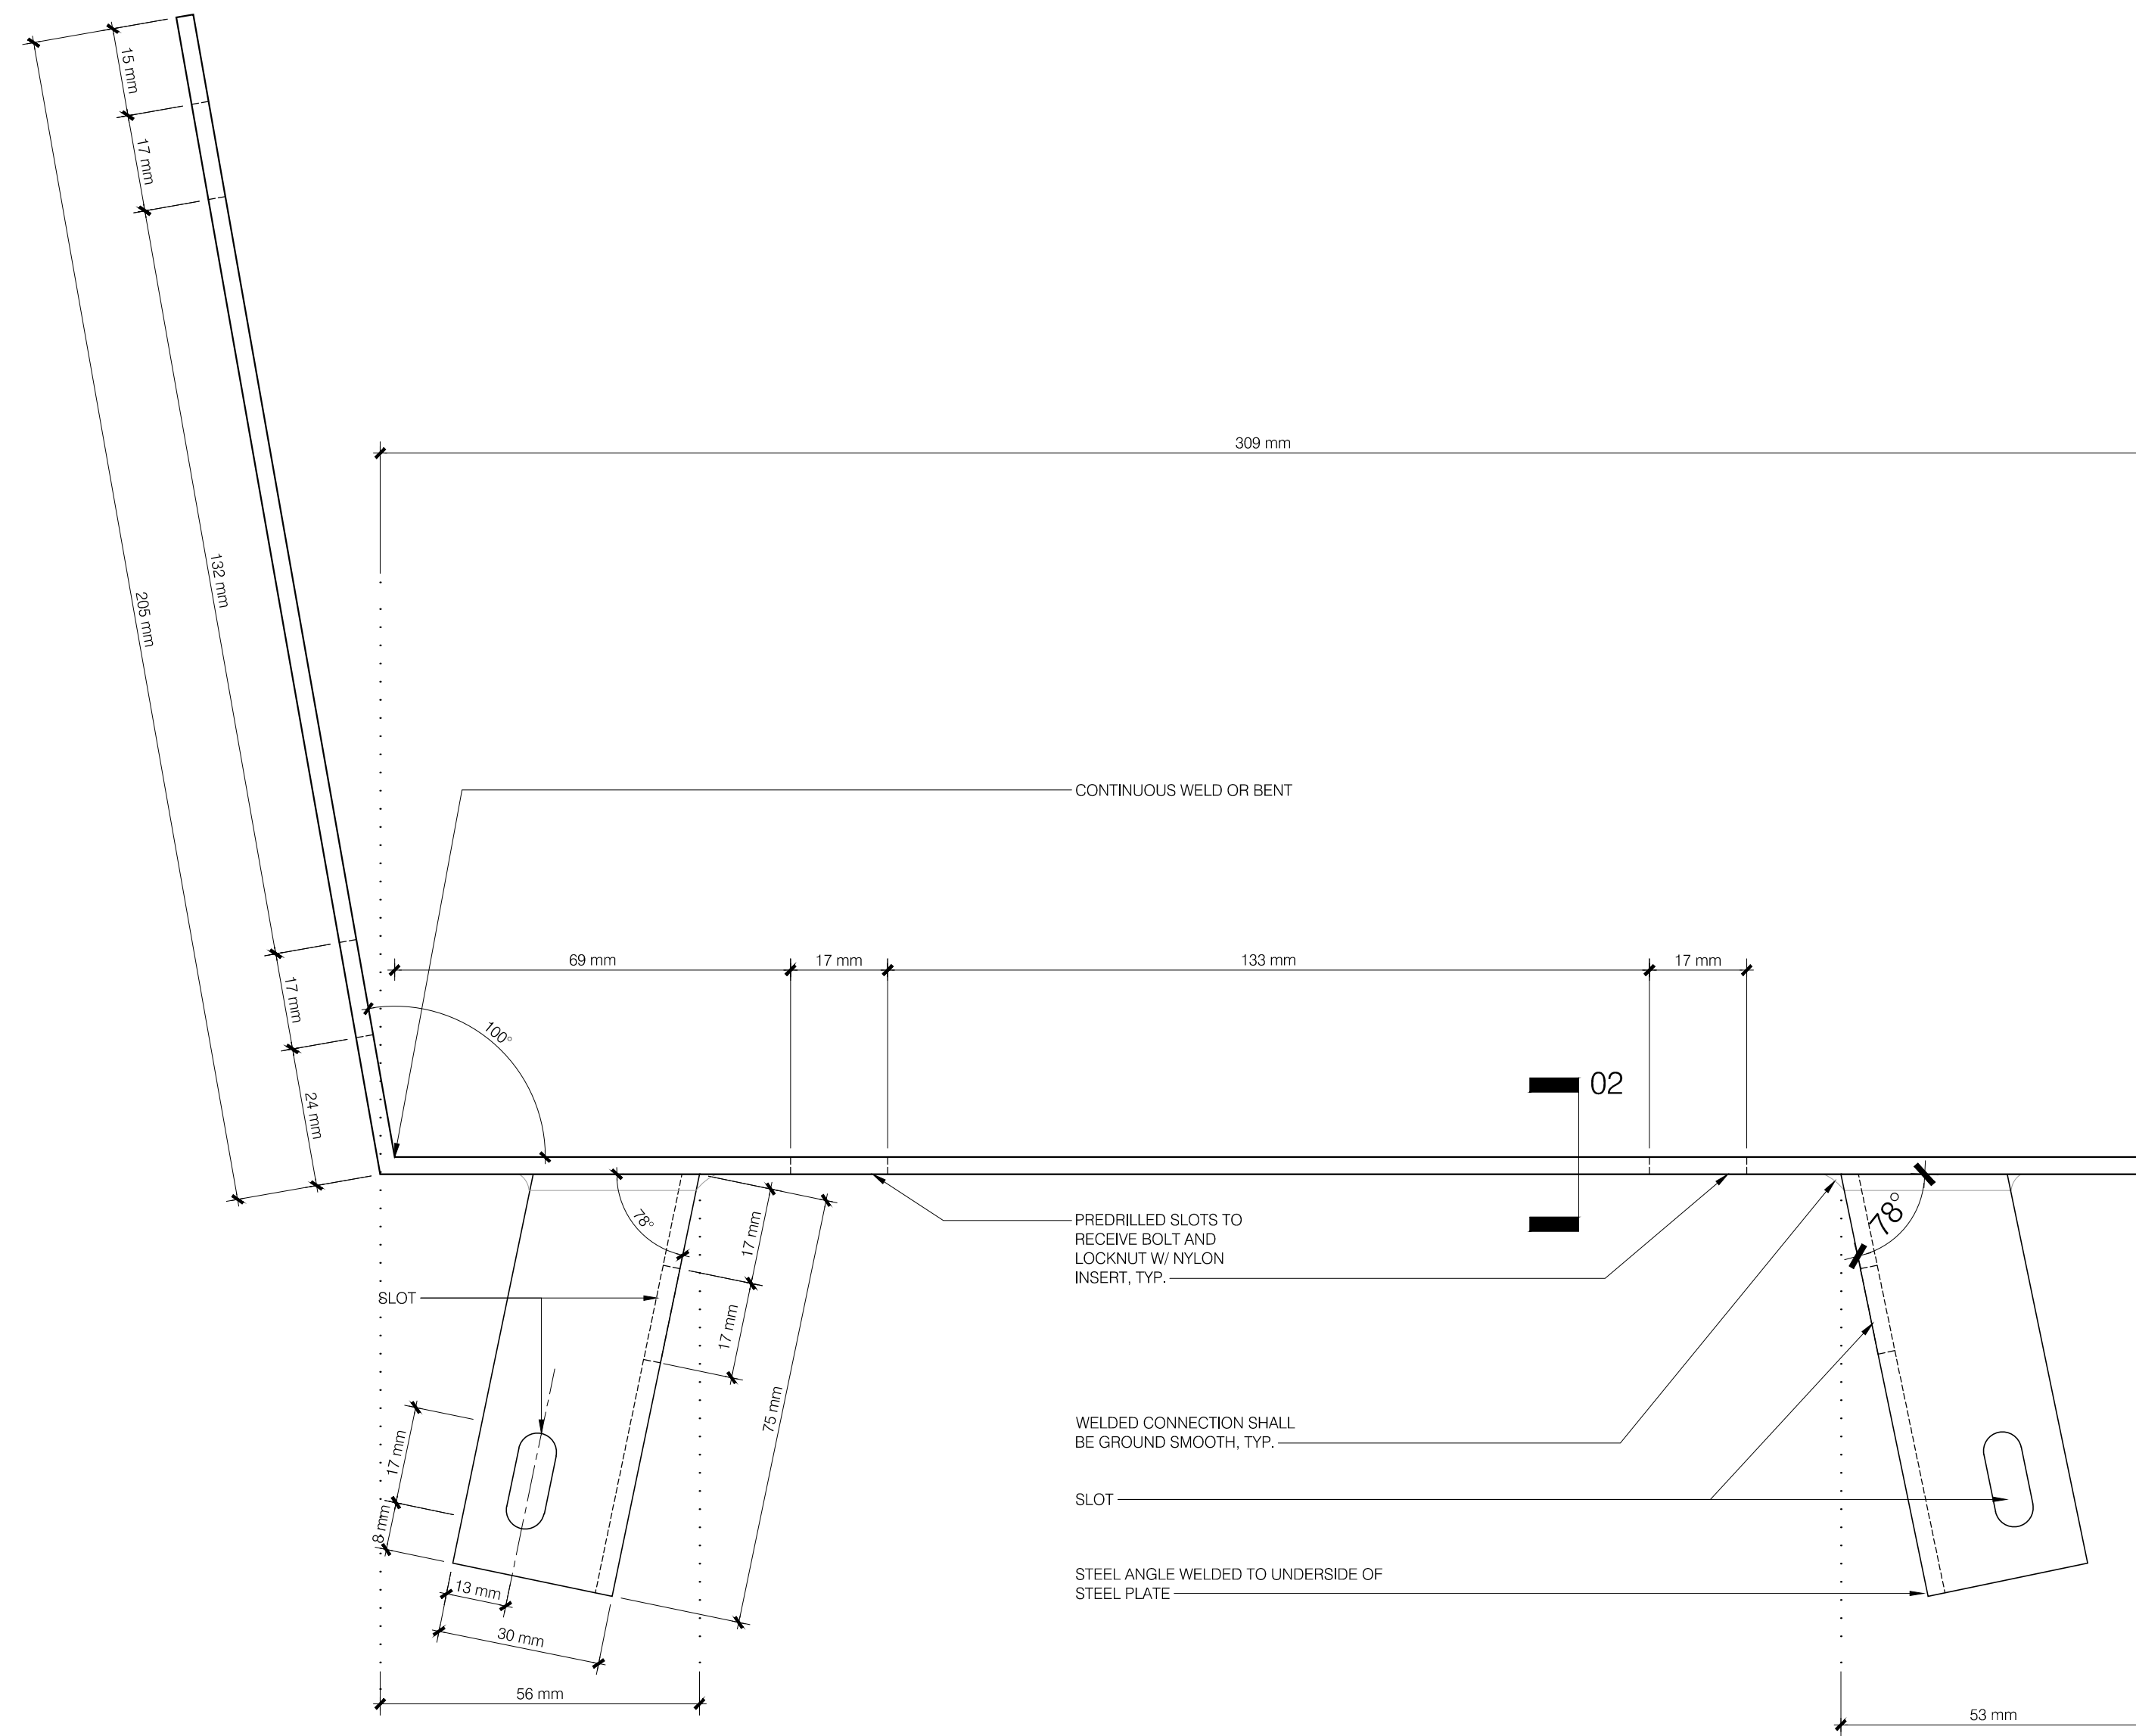 15 mm
17 mm
132 mm
205 mm
17 mm
24 mm
309 mm
CONTINUOUS WELD OR BENT
69 mm
17 mm
133 mm
17 mm
100°
02
78°
78°
PREDRILLED SLOTS TO
RECEIVE BOLT AND
LOCKNUT W/ NYLON
INSERT, TYP.
SLOT
17 mm
17 mm
75 mm
17 mm
8 mm
13 mm
30 mm
56 mm
WELDED CONNECTION SHALL
BE GROUND SMOOTH, TYP.
SLOT
STEEL ANGLE WELDED TO UNDERSIDE OF
STEEL PLATE
53 mm